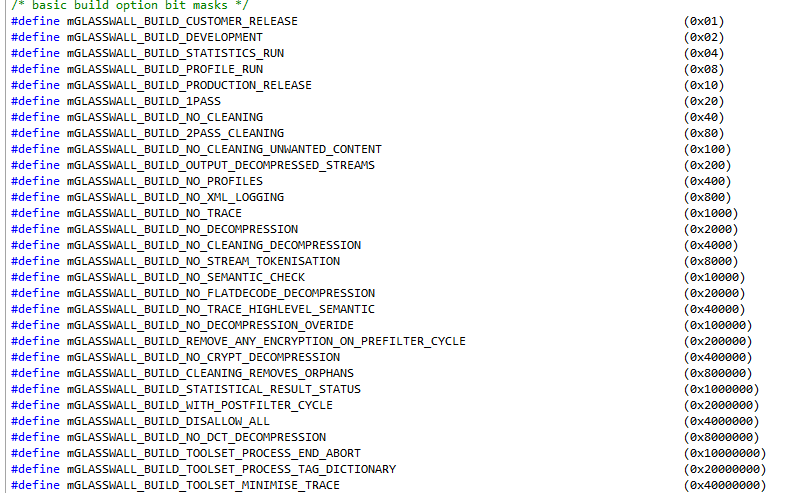 /* basic build option bit masks */
#define mGLASSWALL_BUILD_CUSTOMER_RELEASE (0x01)
#define mGLASSWALL_BUILD_DEVELOPMENT (0x02)
#define mGLASSWALL_BUILD_STATISTICS_RUN (0x04)
#define mGLASSWALL_BUILD_PROFILE_RUN (0x08)
#define mGLASSWALL_BUILD_PRODUCTION_RELEASE (0x10)
#define mGLASSWALL_BUILD_1PASS (0x20)
#define mGLASSWALL_BUILD_NO_CLEANING (0x40)
#define mGLASSWALL_BUILD_2PASS_CLEANING (0x80)
#define mGLASSWALL_BUILD_NO_CLEANING_UNWANTED_CONTENT (0x100)
#define mGLASSWALL_BUILD_OUTPUT_DECOMPRESSED_STREAMS (0x200)
#define mGLASSWALL_BUILD_NO_PROFILES (0x400)
#define mGLASSWALL_BUILD_NO_XML_LOGGING (0x800)
#define mGLASSWALL_BUILD_NO_TRACE (0x1000)
#define mGLASSWALL_BUILD_NO_DECOMPRESSION (0x2000)
#define mGLASSWALL_BUILD_NO_CLEANING_DECOMPRESSION (0x4000)
#define mGLASSWALL_BUILD_NO_STREAM_TOKENISATION (0x8000)
#define mGLASSWALL_BUILD_NO_SEMANTIC_CHECK (0x10000)
#define mGLASSWALL_BUILD_NO_FLATDECODE_DECOMPRESSION (0x20000)
#define mGLASSWALL_BUILD_NO_TRACE_HIGHLEVEL_SEMANTIC (0x40000)
#define mGLASSWALL_BUILD_NO_DECOMPRESSION_OVERIDE (0x100000)
#define mGLASSWALL_BUILD_REMOVE_ANY_ENCRYPTION_ON_PREFILTER_CYCLE (0x200000)
#define mGLASSWALL_BUILD_NO_CRYPT_DECOMPRESSION (0x400000)
#define mGLASSWALL_BUILD_CLEANING_REMOVES_ORPHANS (0x800000)
#define mGLASSWALL_BUILD_STATISTICAL_RESULT_STATUS (0x1000000)
#define mGLASSWALL_BUILD_WITH_POSTFILTER_CYCLE (0x2000000)
#define mGLASSWALL_BUILD_DISALLOW_ALL (0x4000000)
#define mGLASSWALL_BUILD_NO_DCT_DECOMPRESSION (0x8000000)
#define mGLASSWALL_BUILD_TOOLSET_PROCESS_END_ABORT (0x10000000)
#define mGLASSWALL_BUILD_TOOLSET_PROCESS_TAG_DICTIONARY (0x20000000)
#define mGLASSWALL_BUILD_TOOLSET_MINIMISE_TRACE (0x40000000)